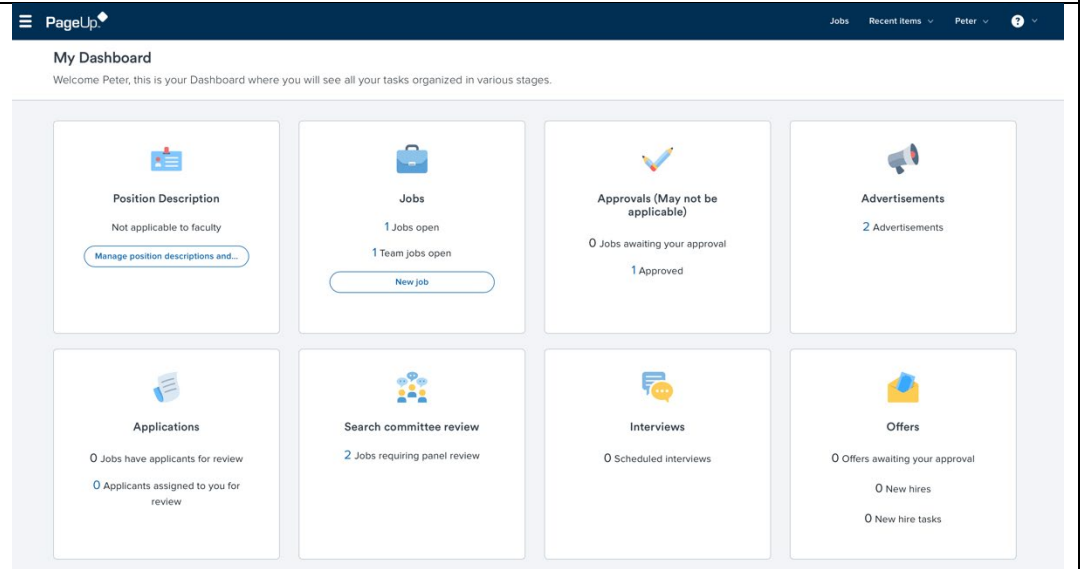 PageUp
Jobs
Recent items
Peter
?
My Dashboard
Welcome Peter, this is your Dashboard where you will see all your tasks organized in various stages.
Position Description
Not applicable to faculty
Manage position descriptions and...
Jobs
1 Jobs open
1 Team jobs open
New job
Approvals (May not be
applicable)
0 Jobs awaiting your approval
1 Approved
Advertisements
2 Advertisements
Applications
0 Jobs have applicants for review
0 Applicants assigned to you for
review
Search committee review
2 Jobs requiring panel review
Interviews
0 Scheduled interviews
Offers
0 Offers awaiting your approval
0 New hires
0 New hire tasks